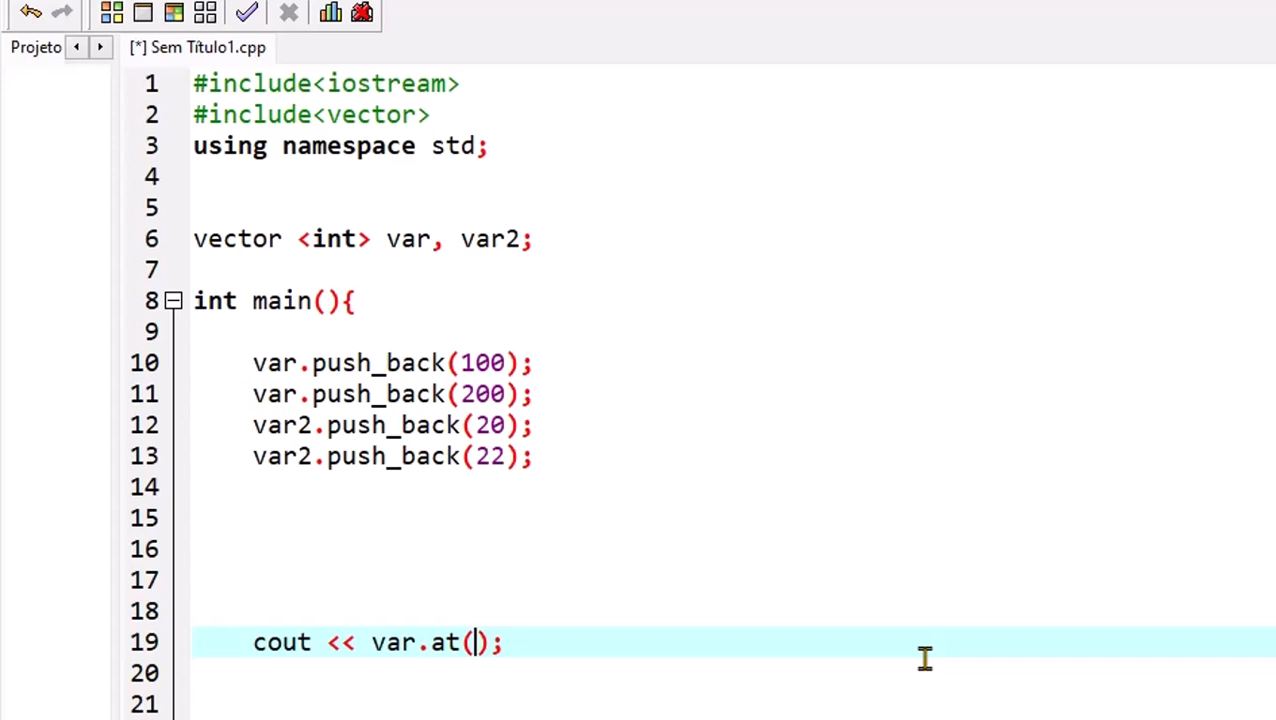 Projeto
[*] Sem Título1.cpp
1 #include<iostream>
2 #include<vector>
3 using namespace std;
4
5
6 vector <int> var, var2;
7
8 int main(){
9
10 var.push_back(100);
11 var.push_back(200);
12 var2.push_back(20);
13 var2.push_back(22);
14
15
16
17
18
19 cout << var.at();
20
21